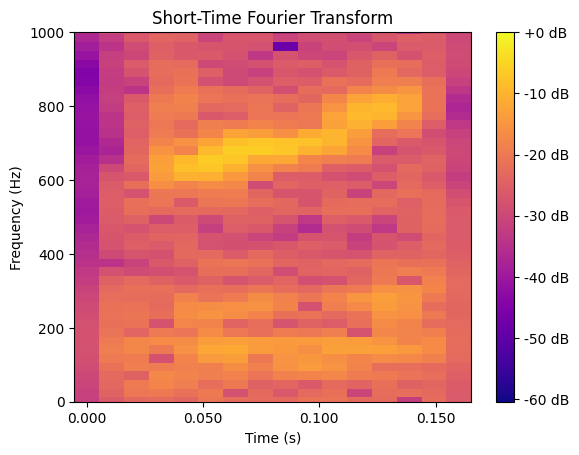 Short-Time Fourier Transform
Frequency (Hz)
1000
800
600
400
200
0
0.000
0.050
0.100
0.150
Time (s)
+0 dB
-10 dB
-20 dB
-30 dB
-40 dB
-50 dB
-60 dB